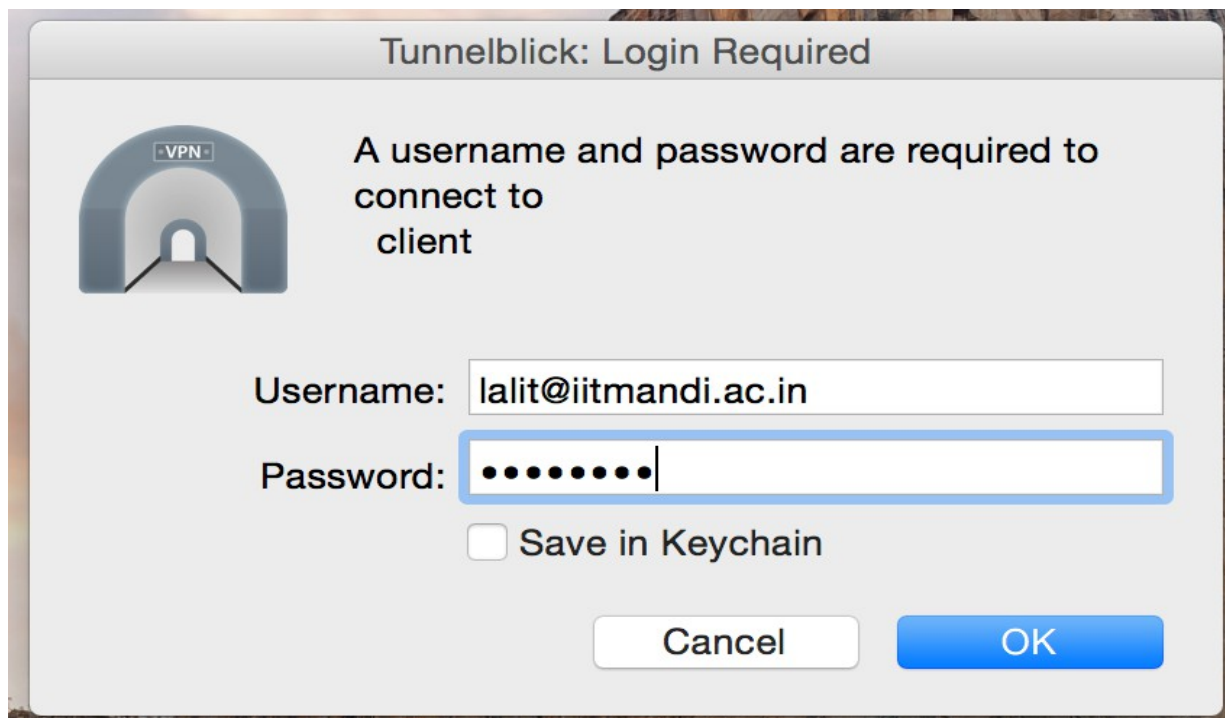 Tunnelblick: Login Required
VPN
A username and password are required to
connect to
client
Username: lalit@iitmandi.ac.in
Password: ••••••••
Save in Keychain
Cancel OK